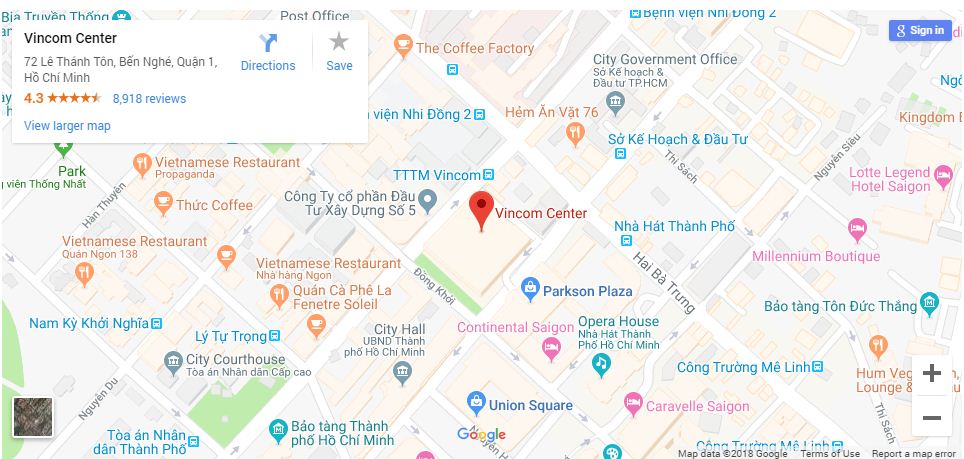 Bịa Truyền Thống
Post Office
Bệnh viện Nhi Đồng 2
Vincom Center
72 Lê Thánh Tôn, Bến Nghé, Quận 1,
Hồ Chí Minh
4.3
8,918 reviews
View larger map
Directions
Save
Sign in
The Coffee Factory
City Government Office
Sở Kế hoạch &
Đầu tư TP.HCM
viện Nhi Đồng 2
Hẻm Ăn Vặt 76
Sở Kế Hoạch & Đầu Tư
Kingdom
Park
g viên Thống Nhất
Vietnamese Restaurant
Propaganda
TTTM Vincom
Thi Sách
Nguyễn Siêu
Lotte Legend
Hotel Saigon
Hàn Thuyên
Thức Coffee
Công Ty cổ phần Đầu
Tư Xây Dựng Số 5
Vincom Center
Nhà Hát Thành Phố
Vietnamese Restaurant
Quán Ngon 138
Millennium Boutique
Vietnamese Restaurant
Nhà hàng Ngon
Đồng Khởi
Hai Bà Trưng
Quán Cà Phê La
Fenetre Soleil
Parkson Plaza
Bảo tàng Tôn Đức Thắng
Nam Kỳ Khởi Nghĩa
Lý Tự Trọng
City Hall
UBND Thành
phố Hồ Chí Minh
Continental Saigon
Opera House
Nhà Hát Thành
Phố Hồ Chí Minh
City Courthouse
Tòa án Nhân dân Cấp cao
Công Trường Mê Linh
Hum Veg
Lounge &
Nguyễn Du
Union Square
Caravelle Saigon
Thi Sách
Tòa án Nhân
dân Thành Phố
Bảo tàng Thành
phố Hồ Chí Minh
Google
Công Trường Mê Linh
Map data ©2018 Google
Terms of Use
Report a map error